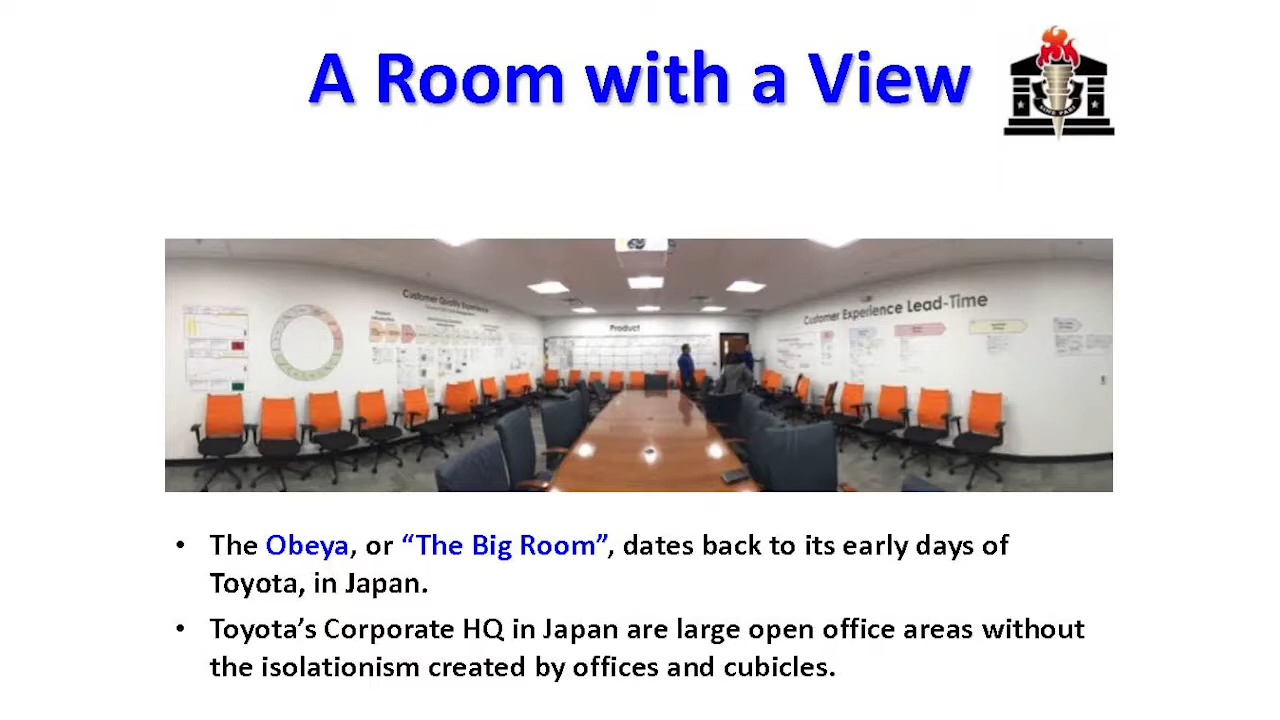 A Room with a View
Customer Quality Experience
Product
Customer Experience Lead-Time
• The Obeya, or “The Big Room”, dates back to its early days of
Toyota, in Japan.
• Toyota’s Corporate HQ in Japan are large open office areas without
the isolationism created by offices and cubicles.